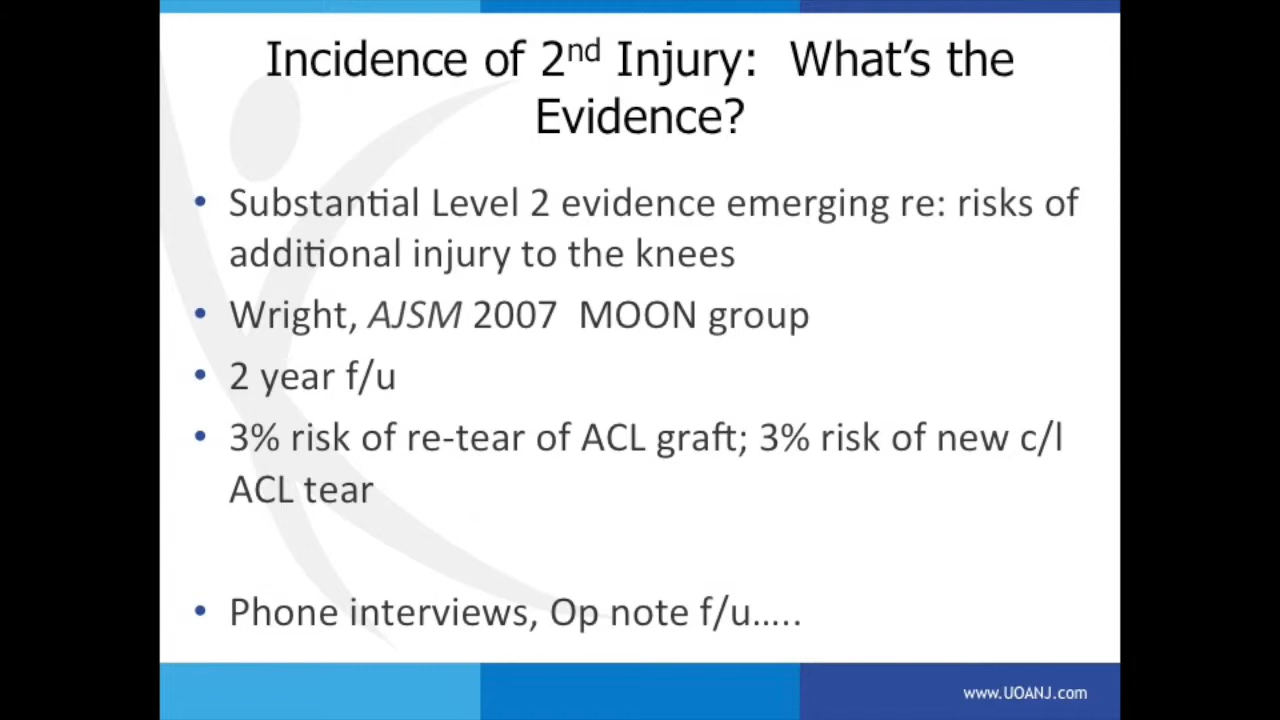 Incidence of 2nd Injury: What's the
Evidence?
• Substantial Level 2 evidence emerging re: risks of
additional injury to the knees
• Wright, AJSM 2007 MOON group
• 2 year f/u
• 3% risk of re-tear of ACL graft; 3% risk of new c/l
ACL tear
• Phone interviews, Op note f/u.....
www.UOANJ.com